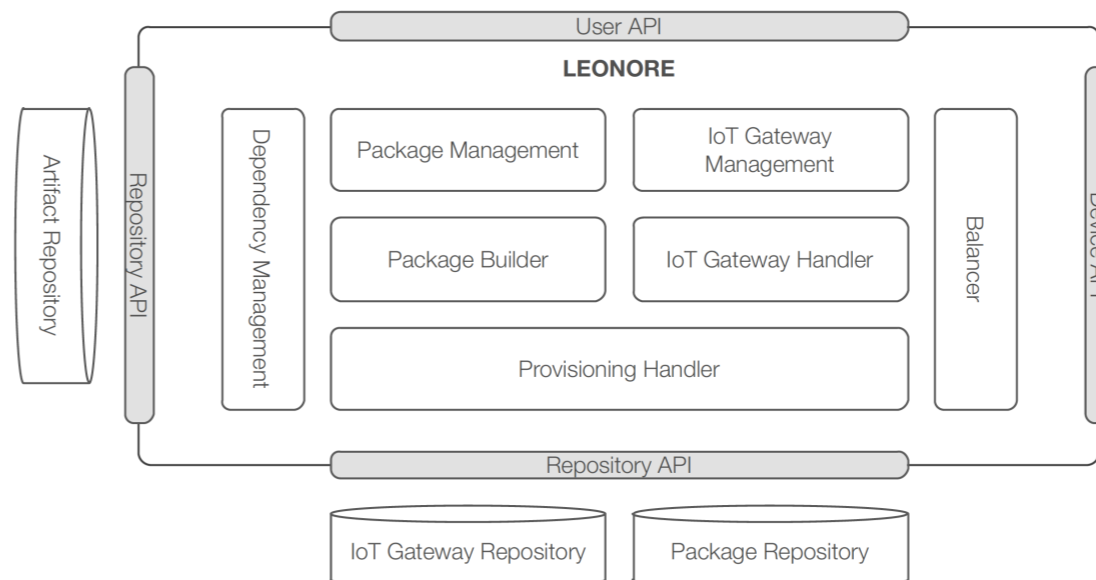 User API
LEONORE
Artifact Repository
Repository API
Dependency Management
Package Management
IoT Gateway
Management
Package Builder
IoT Gateway Handler
Provisioning Handler
Balancer
Repository API
IoT Gateway Repository
Package Repository